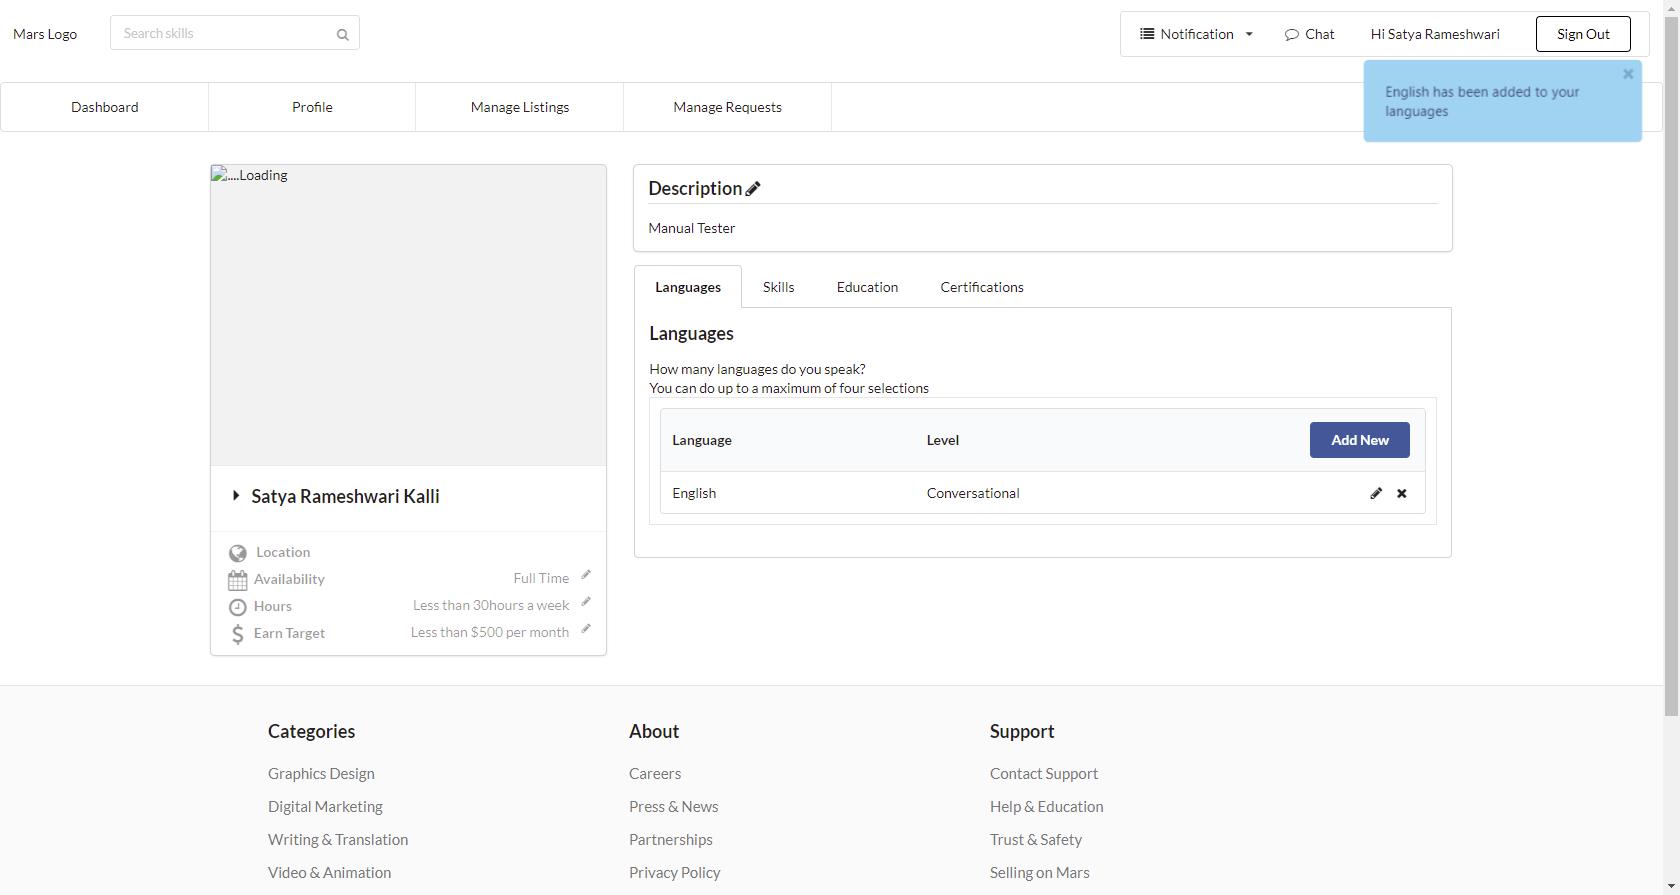 Mars Logo
Search skills
Notification
Chat
Hi Satya Rameshwari
Sign Out
English has been added to your
languages
Dashboard
Profile
Manage Listings
Manage Requests
....Loading
Satya Rameshwari Kalli
Location
Availability
Full Time
Hours
Less than 30hours a week
Earn Target
Less than $500 per month
Description
Manual Tester
Languages
Skills
Education
Certifications
Languages
How many languages do you speak?
You can do up to a maximum of four selections
Language
Level
Add New
English
Conversational
Categories
Graphics Design
Digital Marketing
Writing & Translation
Video & Animation
About
Careers
Press & News
Partnerships
Privacy Policy
Support
Contact Support
Help & Education
Trust & Safety
Selling on Mars